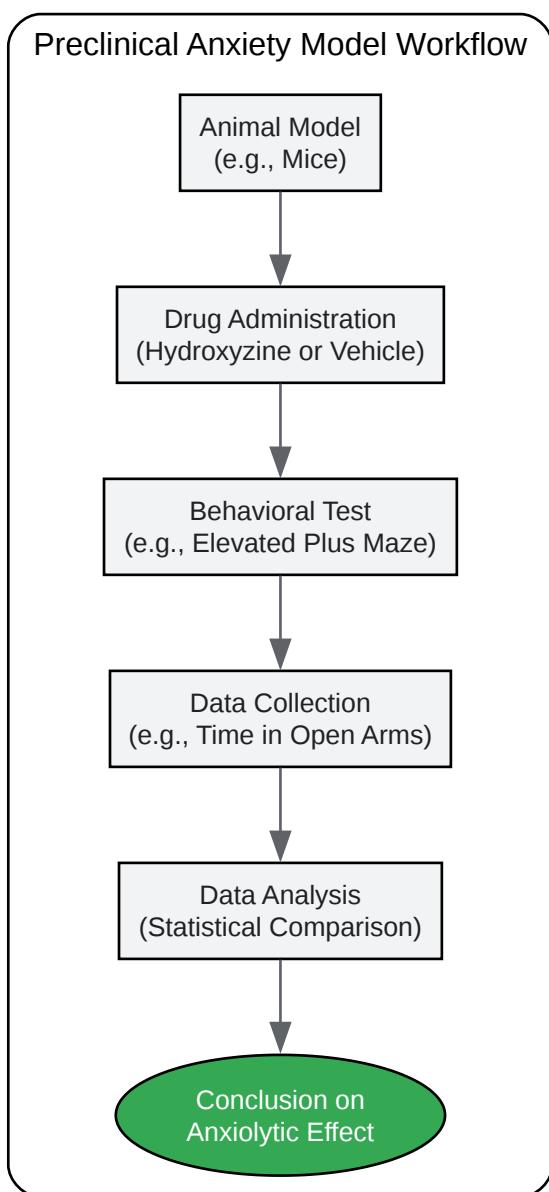 Preclinical Anxiety Model Workflow
Animal Model
(e.g., Mice)
Drug Administration
(Hydroxyzine or Vehicle)
Behavioral Test
(e.g., Elevated Plus Maze)
Data Collection
(e.g., Time in Open Arms)
Data Analysis
(Statistical Comparison)
Conclusion on
Anxiolytic Effect